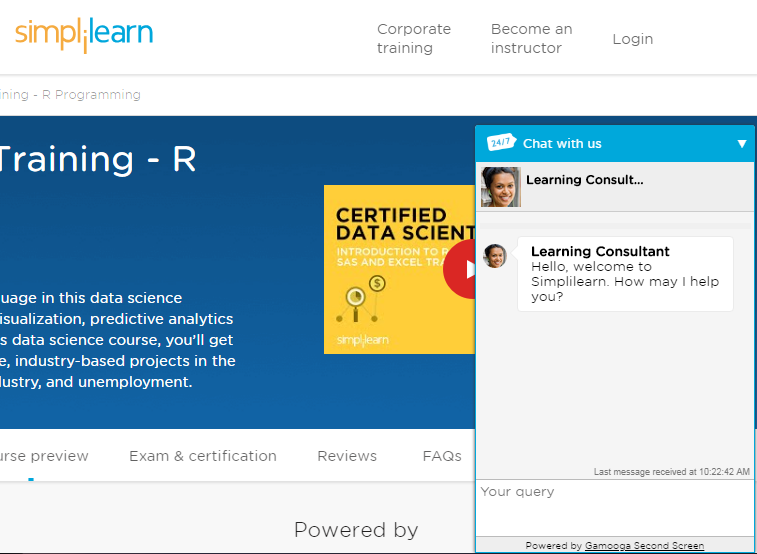 simplilearn
Corporate
training
Become an
instructor
Login
ining - R Programming
Training - R
24/7
Chat with us
Learning Consult...
CERTIFIED
DATA SCIENT
INTRODUCTION TO R
SAS AND EXCEL TRA
simplilearn
Learning Consultant
Hello, welcome to
Simplilearn. How may I help
you?
uage in this data science
isualization, predictive analytics
s data science course, you’ll get
e, industry-based projects in the
dustry, and unemployment.
urse preview
Exam & certification
Reviews
FAQs
Last message received at 10:22:42 AM
Your query
Powered by
Powered by Gamooga Second Screen